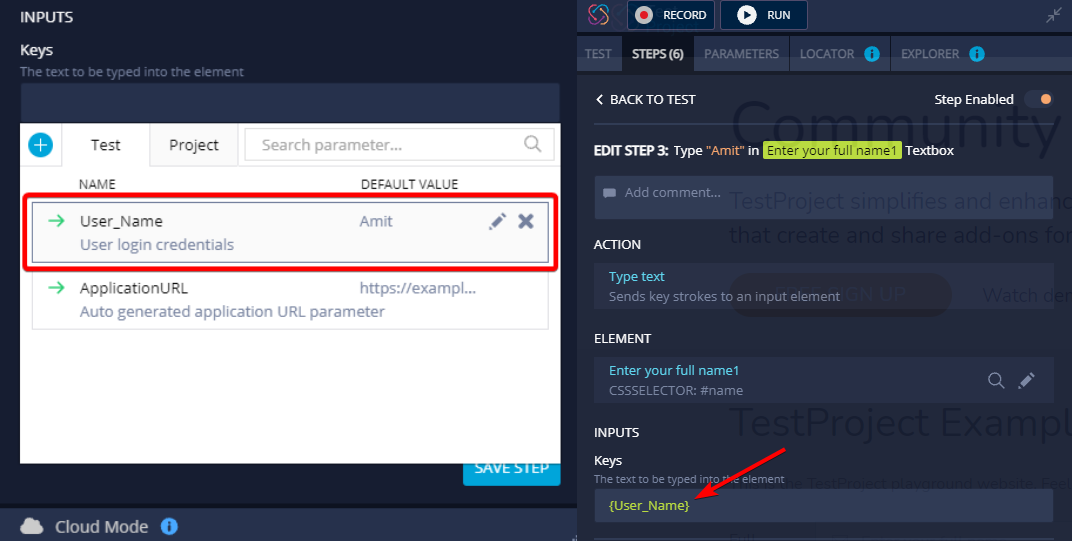 INPUTS
Keys
The text to be typed into the element
Test
Project
Search parameter...
NAME
DEFAULT VALUE
User_Name
Amit
User login credentials
ApplicationURL
https://exampl...
Auto generated application URL parameter
SAVE STEP
Cloud Mode
RECORD
RUN
TEST
STEPS (6)
PARAMETERS
LOCATOR
EXPLORER
BACK TO TEST
Step Enabled
Community
EDIT STEP 3: Type "Amit" in Enter your full name1 Textbox
Add comment...
TestProject simplifies and enhanc
that create and share add-ons for
ACTION
Type text
Sends key strokes to an input element
SIGN UP
Watch den
ELEMENT
Enter your full name1
CSSSELECTOR: #name
TestProject Exampl
INPUTS
Keys
The text to be typed into the element
the TestProject playground website. Feel
{User_Name}